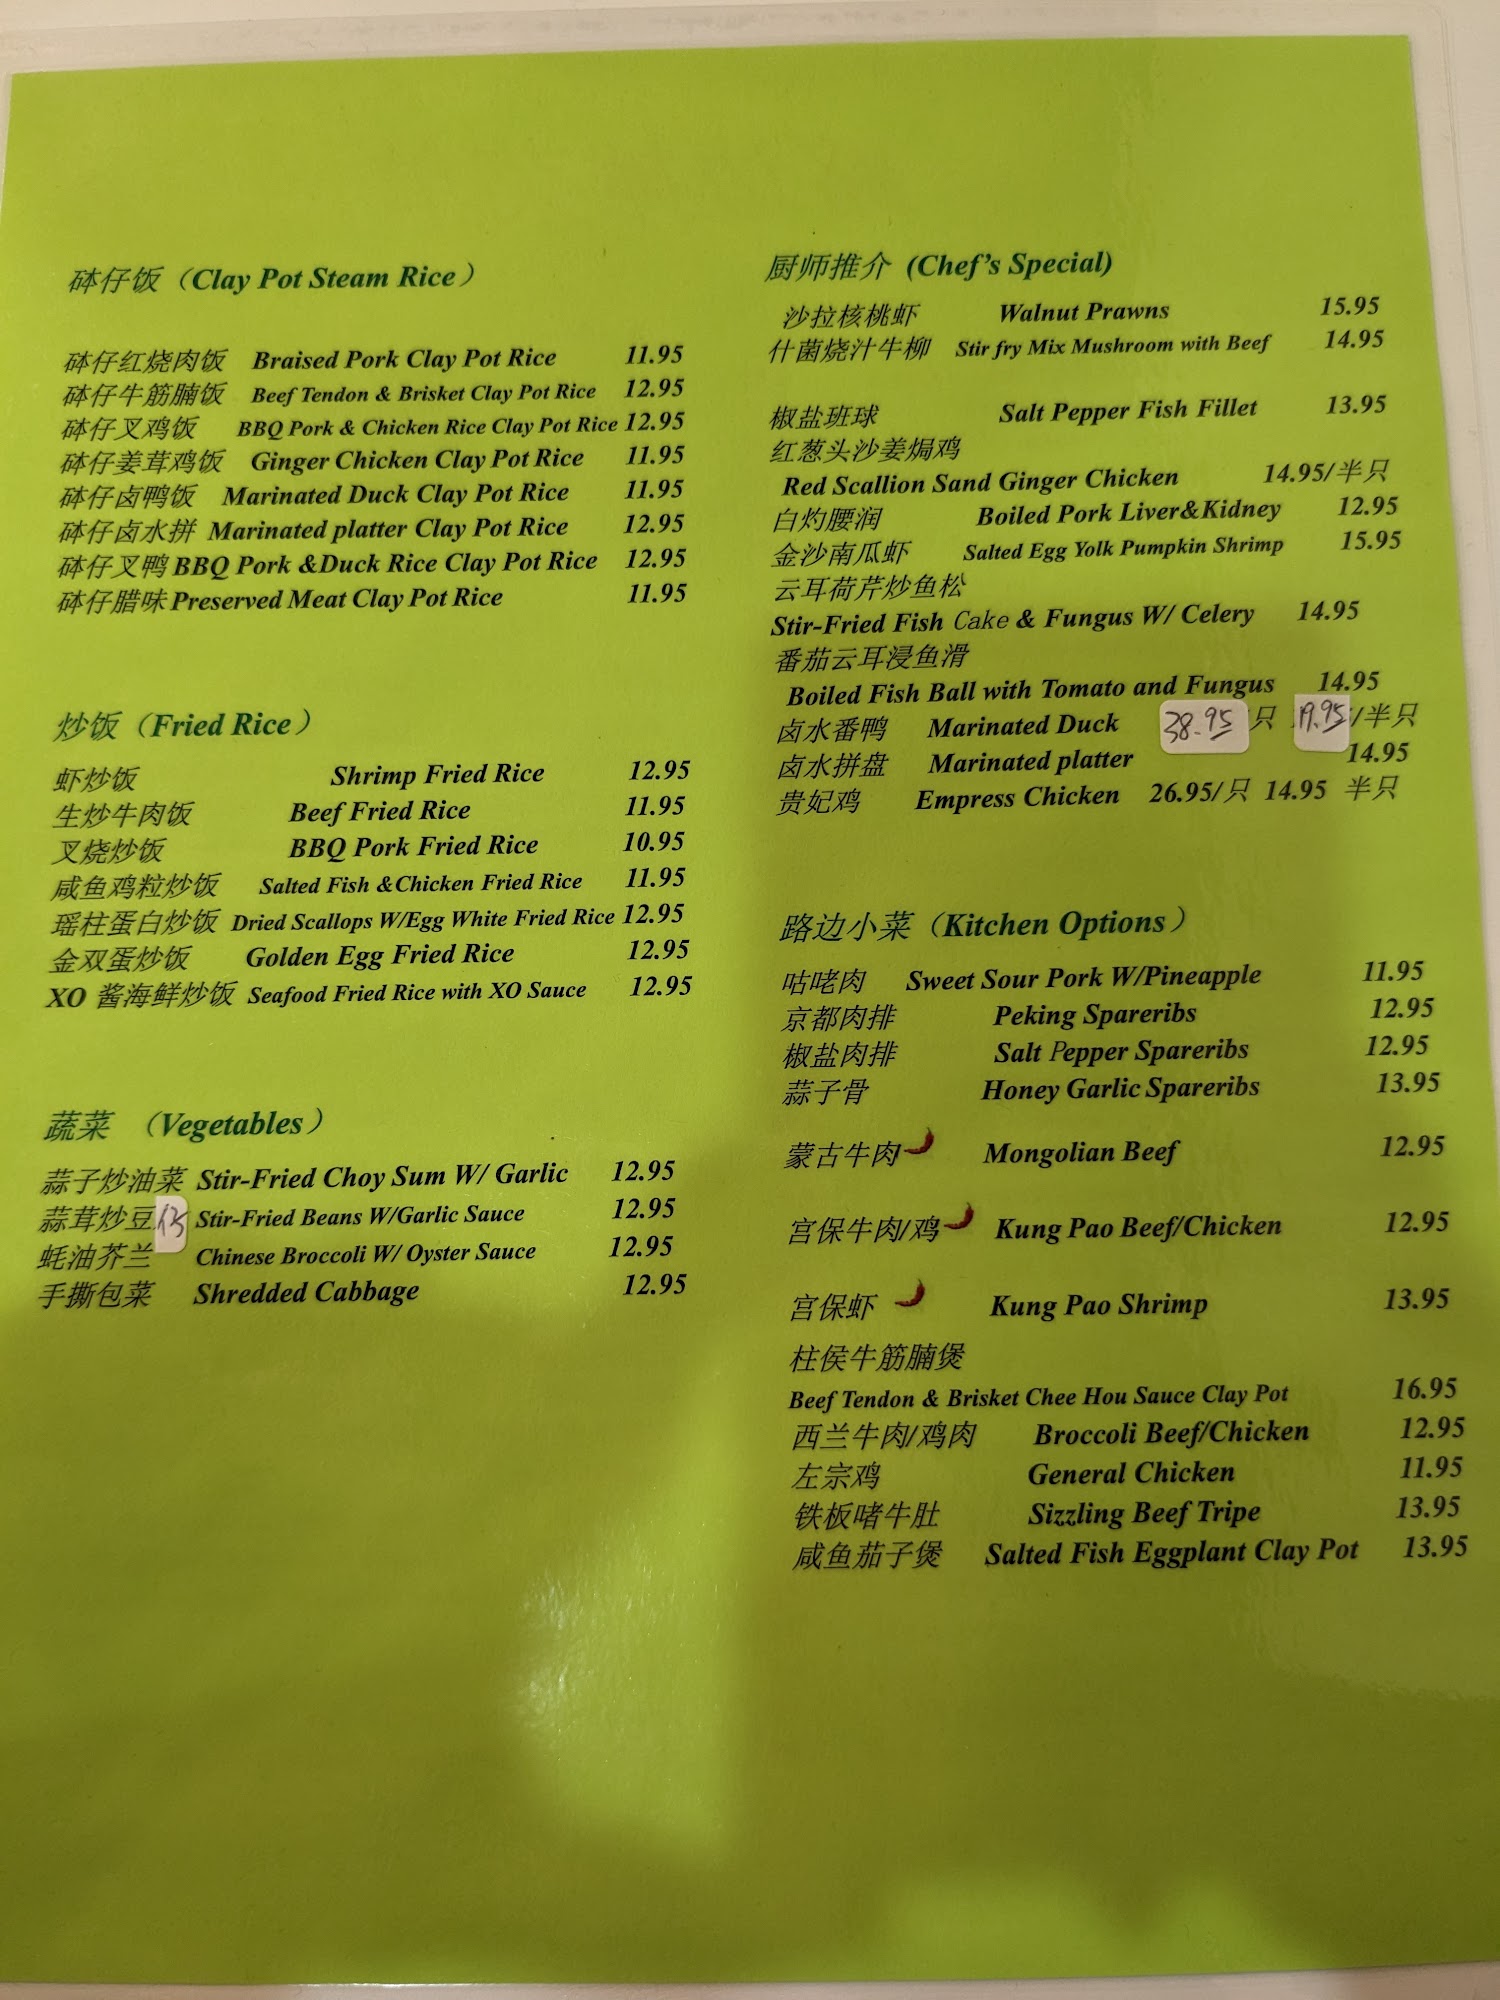 砵仔饭（Clay Pot Steam Rice）
砵仔红烧肉饭 Braised Pork Clay Pot Rice 11.95
砵仔牛筋腩饭 Beef Tendon & Brisket Clay Pot Rice 12.95
砵仔叉鸡饭 BBQ Pork & Chicken Rice Clay Pot Rice 12.95
砵仔姜茸鸡饭 Ginger Chicken Clay Pot Rice 11.95
砵仔卤鸭饭 Marinated Duck Clay Pot Rice 11.95
砵仔卤水拼 Marinated platter Clay Pot Rice 12.95
砵仔叉鸭 BBQ Pork &Duck Rice Clay Pot Rice 12.95
砵仔腊味 Preserved Meat Clay Pot Rice 11.95
炒饭（Fried Rice）
虾炒饭 Shrimp Fried Rice 12.95
生炒牛肉饭 Beef Fried Rice 11.95
叉烧炒饭 BBQ Pork Fried Rice 10.95
咸鱼鸡粒炒饭 Salted Fish &Chicken Fried Rice 11.95
瑶柱蛋白炒饭 Dried Scallops W/Egg White Fried Rice 12.95
金双蛋炒饭 Golden Egg Fried Rice 12.95
XO 酱海鲜炒饭 Seafood Fried Rice with XO Sauce 12.95
蔬菜 （Vegetables）
蒜子炒油菜 Stir-Fried Choy Sum W/ Garlic 12.95
蒜茸炒豆 Stir-Fried Beans W/Garlic Sauce 12.95
蚝油芥兰 Chinese Broccoli W/ Oyster Sauce 12.95
手撕包菜 Shredded Cabbage 12.95
厨师推介 (Chef's Special)
沙拉核桃虾 Walnut Prawns 15.95
什菌烧汁牛柳 Stir fry Mix Mushroom with Beef 14.95
椒盐班球 Salt Pepper Fish Fillet 13.95
红葱头沙姜焗鸡
Red Scallion Sand Ginger Chicken 14.95/半只
白灼腰润 Boiled Pork Liver&Kidney 12.95
金沙南瓜虾 Salted Egg Yolk Pumpkin Shrimp 15.95
云耳荷芹炒鱼松
Stir-Fried Fish Cake & Fungus W/ Celery 14.95
番茄云耳浸鱼滑
Boiled Fish Ball with Tomato and Fungus 14.95
卤水番鸭 Marinated Duck 38.95 只 19.95/半只
卤水拼盘 Marinated platter 14.95
贵妃鸡 Empress Chicken 26.95/只 14.95 半只
路边小菜（Kitchen Options）
咕咾肉 Sweet Sour Pork W/Pineapple 11.95
京都肉排 Peking Spareribs 12.95
椒盐肉排 Salt Pepper Spareribs 12.95
蒜子骨 Honey Garlic Spareribs 13.95
蒙古牛肉 Mongolian Beef 12.95
宫保牛肉/鸡 Kung Pao Beef/Chicken 12.95
宫保虾 Kung Pao Shrimp 13.95
柱侯牛筋腩煲
Beef Tendon & Brisket Chee Hou Sauce Clay Pot 16.95
西兰牛肉/鸡肉 Broccoli Beef/Chicken 12.95
左宗鸡 General Chicken 11.95
铁板啫牛肚 Sizzling Beef Tripe 13.95
咸鱼茄子煲 Salted Fish Eggplant Clay Pot 13.95